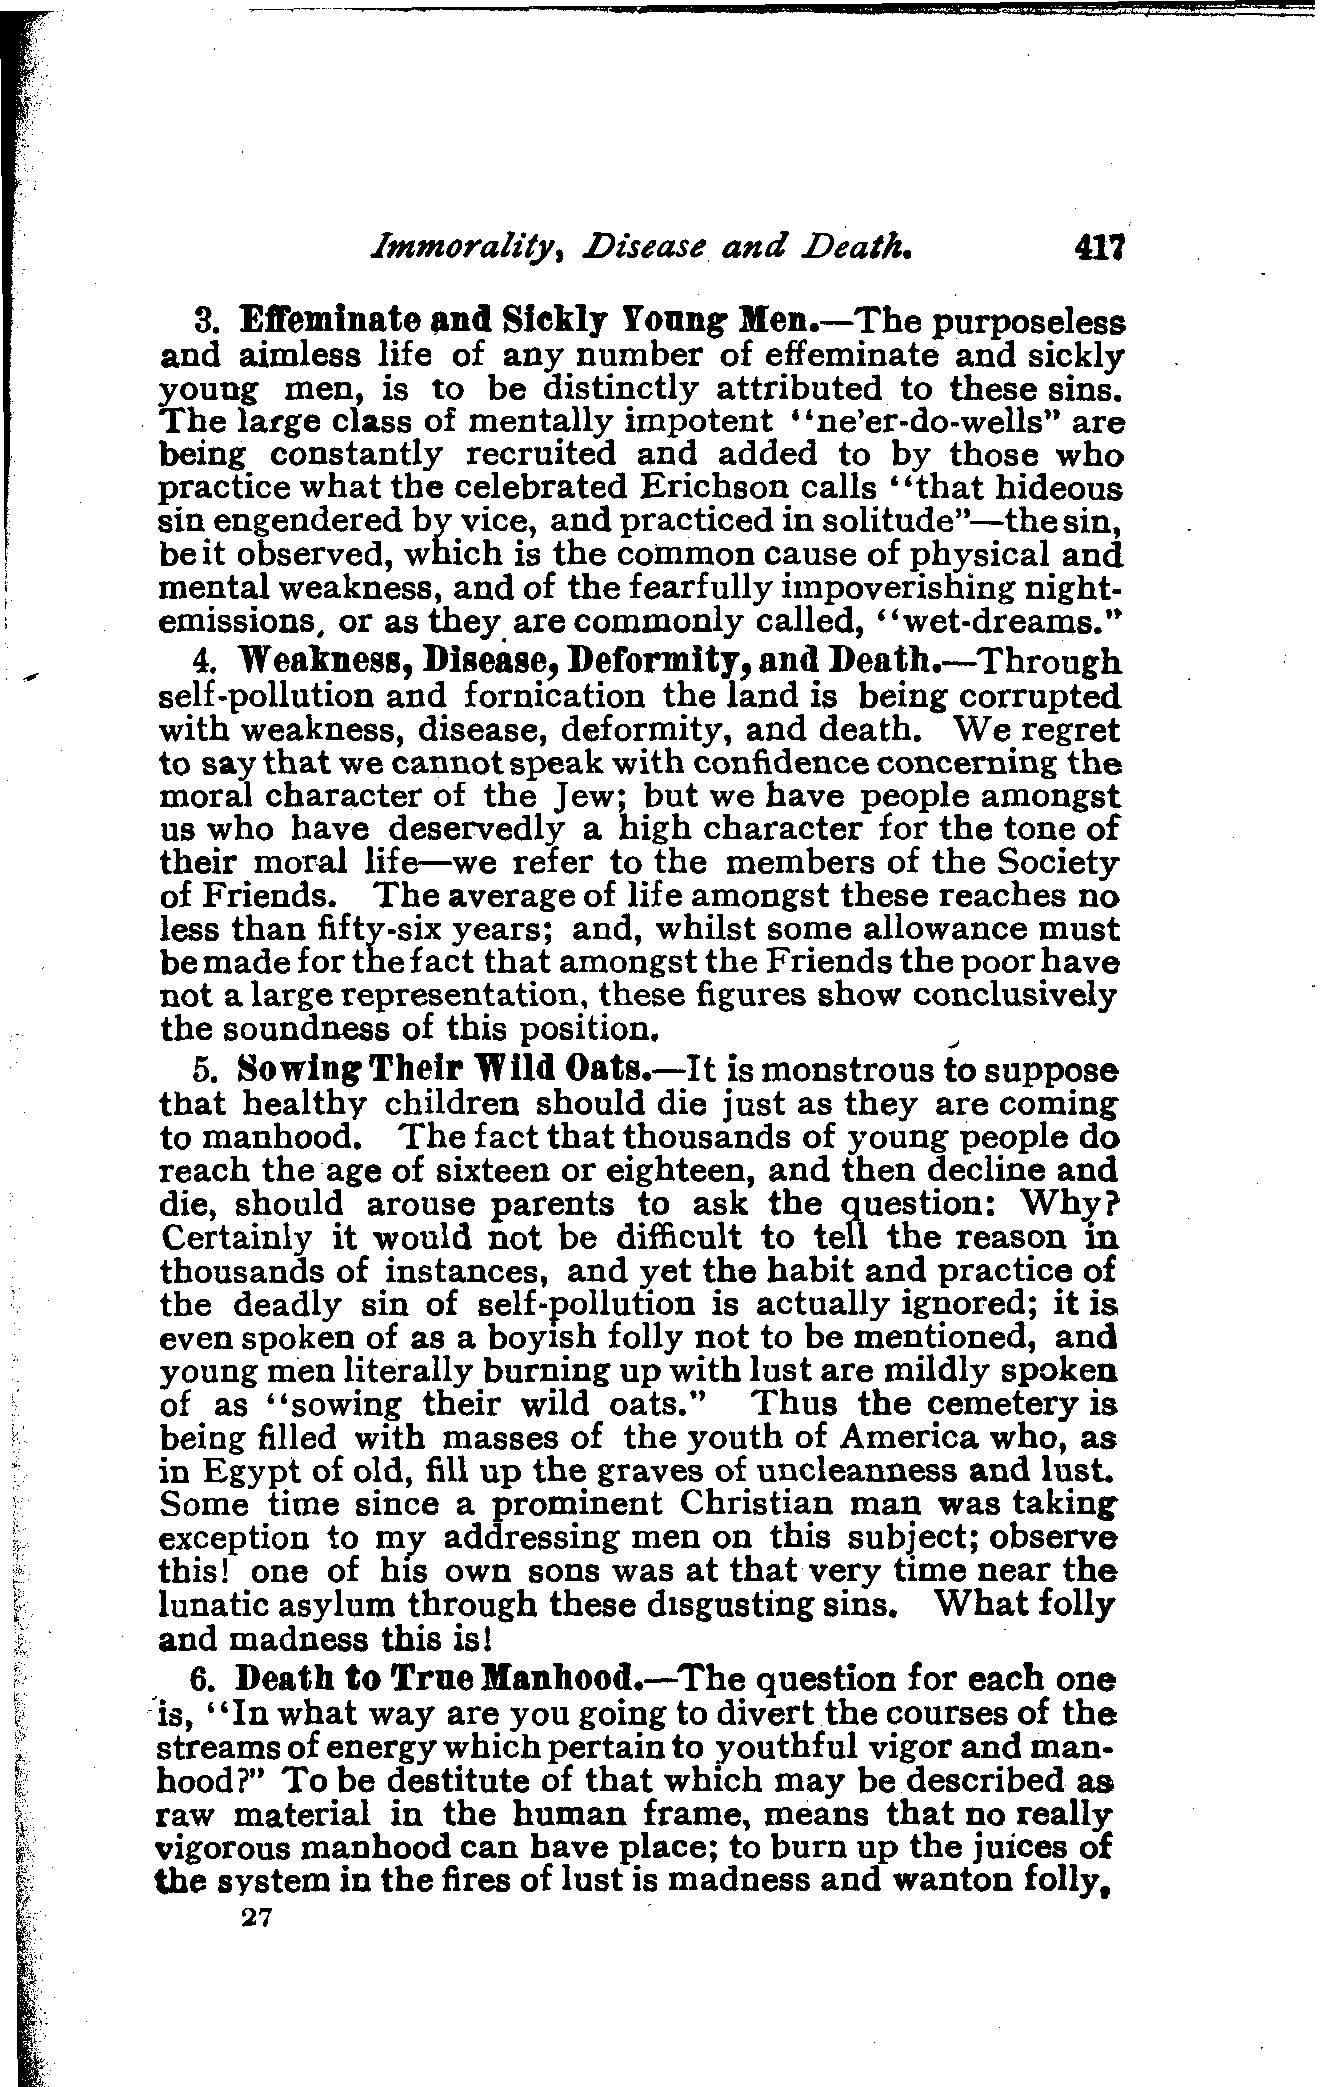 Immorality, Disease and Death. 417
3. Effeminate and Sickly Young Men.—The purposeless
and aimless life of any number of effeminate and sickly
young men, is to be distinctly attributed to these sins.
The large class of mentally impotent "ne'er-do-wells" are
being constantly recruited and added to by those who
practice what the celebrated Erichson calls "that hideous
sin engendered by vice, and practiced in solitude"—the sin,
be it observed, which is the common cause of physical and
mental weakness, and of the fearfully impoverishing night-
emissions, or as they are commonly called, "wet-dreams."
4. Weakness, Disease, Deformity, and Death.—Through
self-pollution and fornication the land is being corrupted
with weakness, disease, deformity, and death. We regret
to say that we cannot speak with confidence concerning the
moral character of the Jew; but we have people amongst
us who have deservedly a high character for the tone of
their moral life—we refer to the members of the Society
of Friends. The average of life amongst these reaches no
less than fifty-six years; and, whilst some allowance must
be made for the fact that amongst the Friends the poor have
not a large representation, these figures show conclusively
the soundness of this position.
5. Sowing Their Wild Oats.—It is monstrous to suppose
that healthy children should die just as they are coming
to manhood. The fact that thousands of young people do
reach the age of sixteen or eighteen, and then decline and
die, should arouse parents to ask the question: Why?
Certainly it would not be difficult to tell the reason in
thousands of instances, and yet the habit and practice of
the deadly sin of self-pollution is actually ignored; it is
even spoken of as a boyish folly not to be mentioned, and
young men literally burning up with lust are mildly spoken
of as "sowing their wild oats." Thus the cemetery is
being filled with masses of the youth of America who, as
in Egypt of old, fill up the graves of uncleanness and lust.
Some time since a prominent Christian man was taking
exception to my addressing men on this subject; observe
this! one of his own sons was at that very time near the
lunatic asylum through these disgusting sins. What folly
and madness this is!
6. Death to True Manhood.—The question for each one
is, "In what way are you going to divert the courses of the
streams of energy which pertain to youthful vigor and man-
hood?" To be destitute of that which may be described as
raw material in the human frame, means that no really
vigorous manhood can have place; to burn up the juices of
the system in the fires of lust is madness and wanton folly,
27